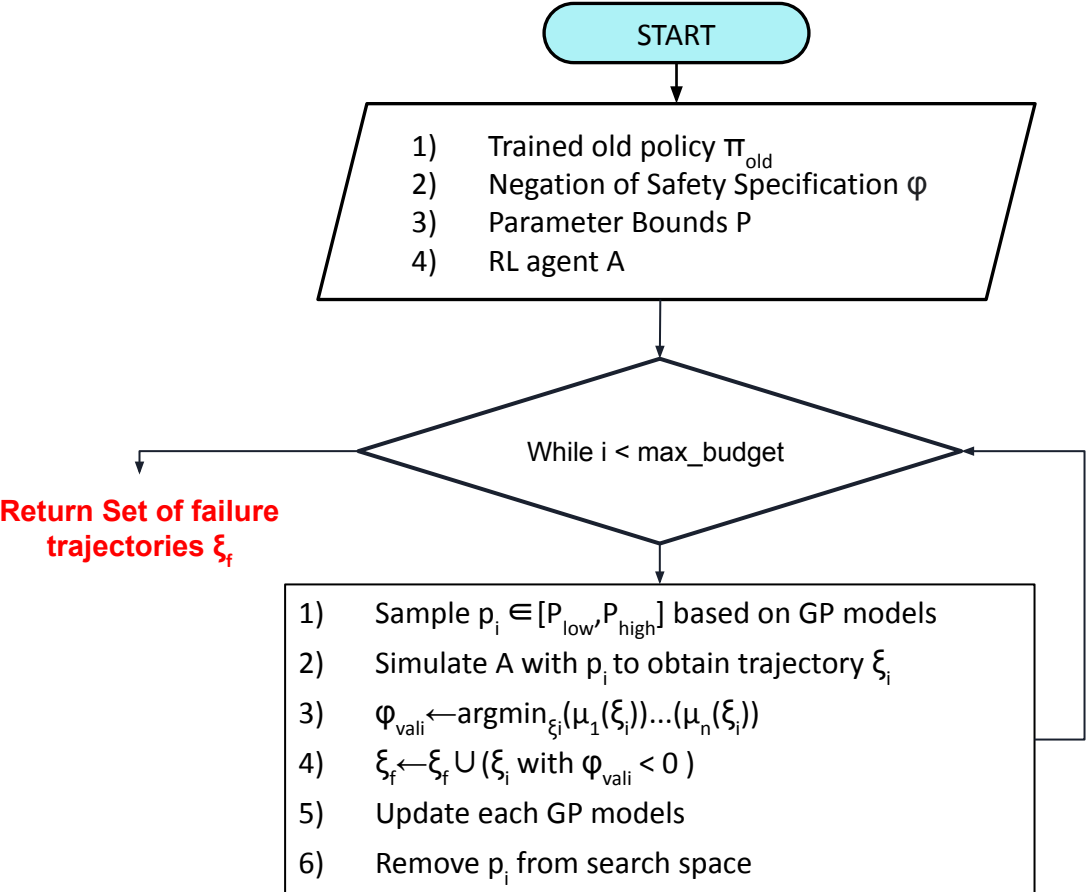 START
1) Trained old policy π_old
2) Negation of Safety Specification φ
3) Parameter Bounds P
4) RL agent A
While i < max_budget
Return Set of failure
trajectories ξ_f
1) Sample p_i ∈ [P_low,P_high] based on GP models
2) Simulate A with p_i to obtain trajectory ξ_i
3) φ_vali←argmin_ξi(μ_1(ξ_i))...(μ_n(ξ_i))
4) ξ_f←ξ_f ∪ (ξ_i with φ_vali < 0 )
5) Update each GP models
6) Remove p_i from search space